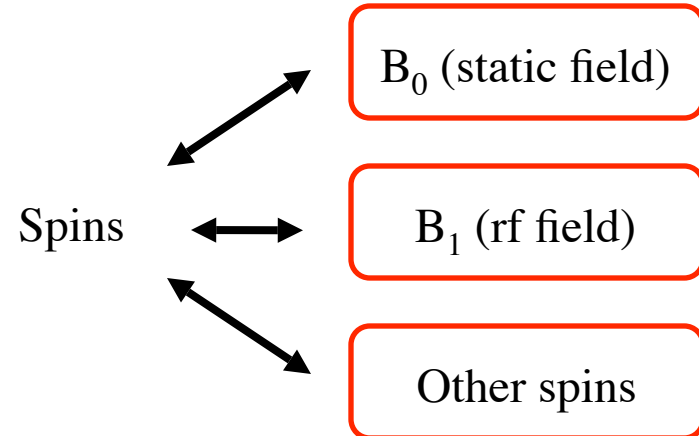 B₀ (static field)
Spins
B₁ (rf field)
Other spins